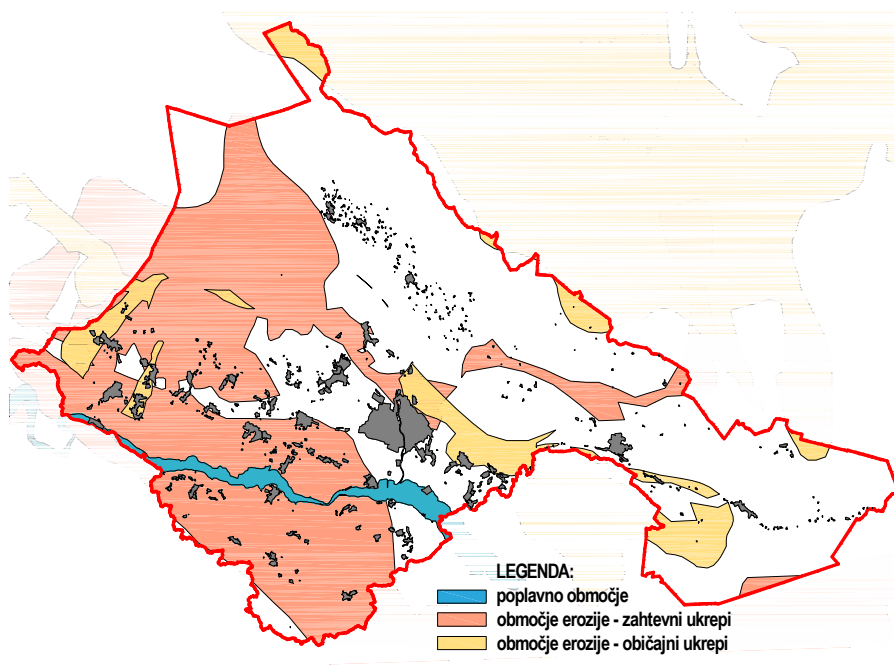 LEGENDA:
poplavno območje
območje erozije - zahtevni ukrepi
območje erozije - običajni ukrepi